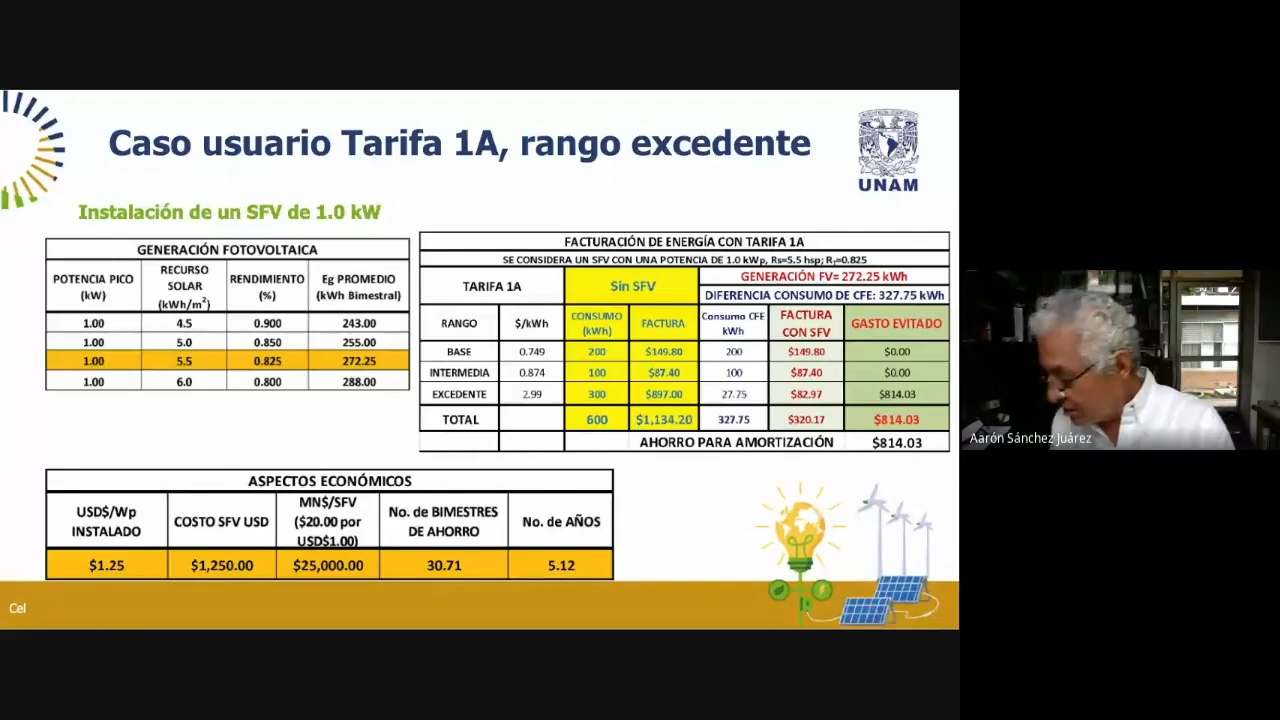 Caso usuario Tarifa 1A, rango excedente
UNAM
Instalación de un SFV de 1.0 kW
GENERACIÓN FOTOVOLTAICA
POTENCIA PICO (kW) RECURSO SOLAR (kWh/m²) RENDIMIENTO (%) Eg PROMEDIO (kWh Bimestral)
1.00 4.5 0.900 243.00
1.00 5.0 0.850 255.00
1.00 5.5 0.825 272.25
1.00 6.0 0.800 288.00
FACTURACIÓN DE ENERGÍA CON TARIFA 1A
SE CONSIDERA UN SFV CON UNA POTENCIA DE 1.0 kWp, Rs=5.5 hsp; RT=0.825
TARIFA 1A Sin SFV GENERACIÓN FV= 272.25 kWh
DIFERENCIA CONSUMO DE CFE: 327.75 kWh
RANGO $/kWh CONSUMO (kWh) FACTURA Consumo CFE kWh FACTURA CON SFV GASTO EVITADO
BASE 0.749 200 $149.80 200 $149.80 $0.00
INTERMEDIA 0.874 100 $87.40 100 $87.40 $0.00
EXCEDENTE 2.99 300 $897.00 27.75 $82.97 $814.03
TOTAL 600 $1,134.20 327.75 $320.17 $814.03
AHORRO PARA AMORTIZACIÓN $814.03
ASPECTOS ECONÓMICOS
USD$/Wp INSTALADO COSTO SFV USD MN$/SFV ($20.00 por USD$1.00) No. de BIMESTRES DE AHORRO No. de AÑOS
$1.25 $1,250.00 $25,000.00 30.71 5.12
Cel
Aarón Sánchez Juárez